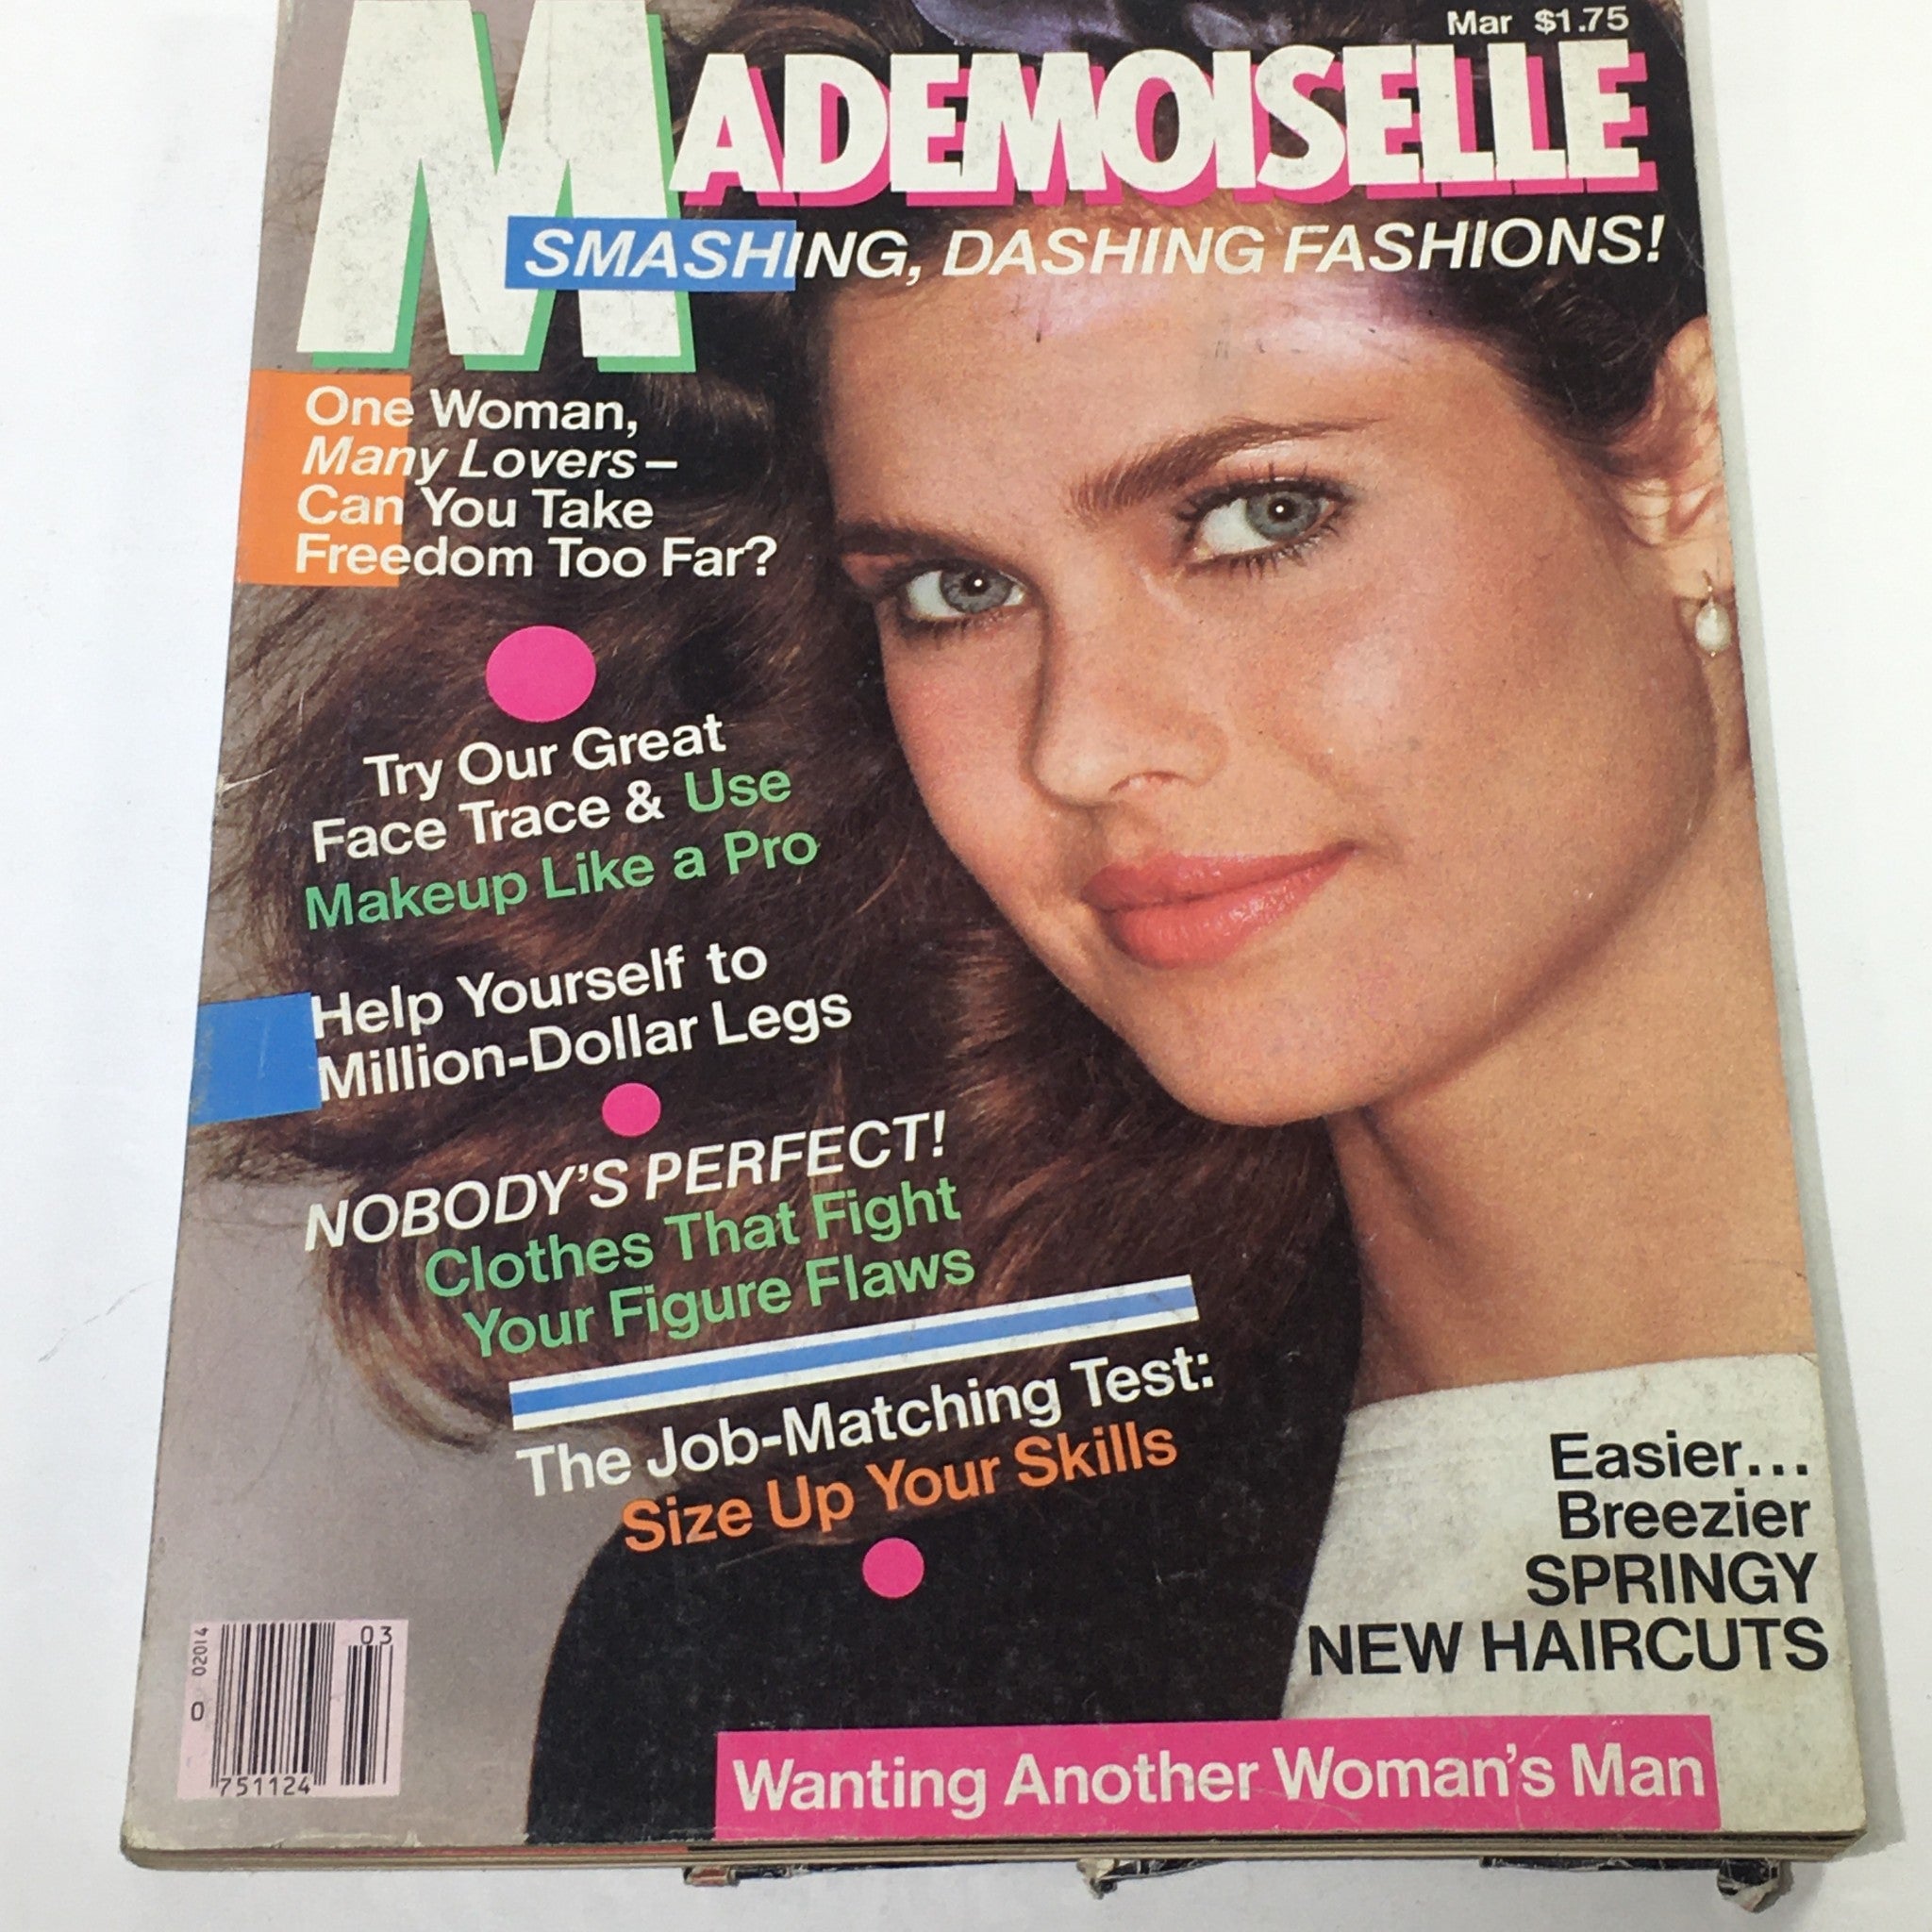 Mar $1.75
MADEMOISELLE
SMASHING, DASHING FASHIONS!
One Woman,
Many Lovers –
Can You Take
Freedom Too Far?
Try Our Great
Face Trace & Use
Makeup Like a Pro
Help Yourself to
Million-Dollar Legs
NOBODY'S PERFECT!
Clothes That Fight
Your Figure Flaws
The Job-Matching Test:
Size Up Your Skills
Easier...
Breezier
SPRINGY
NEW HAIRCUTS
Wanting Another Woman's Man
0 02014
03
751124